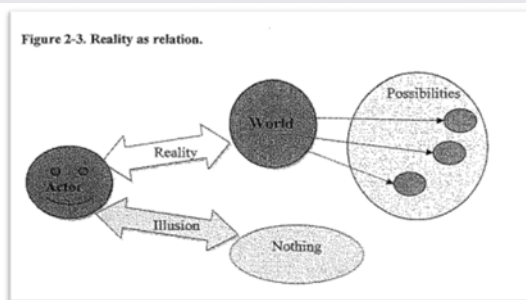 Figure 2-3. Reality as relation.
Possibilities
World
Reality
Actor
Illusion
Nothing